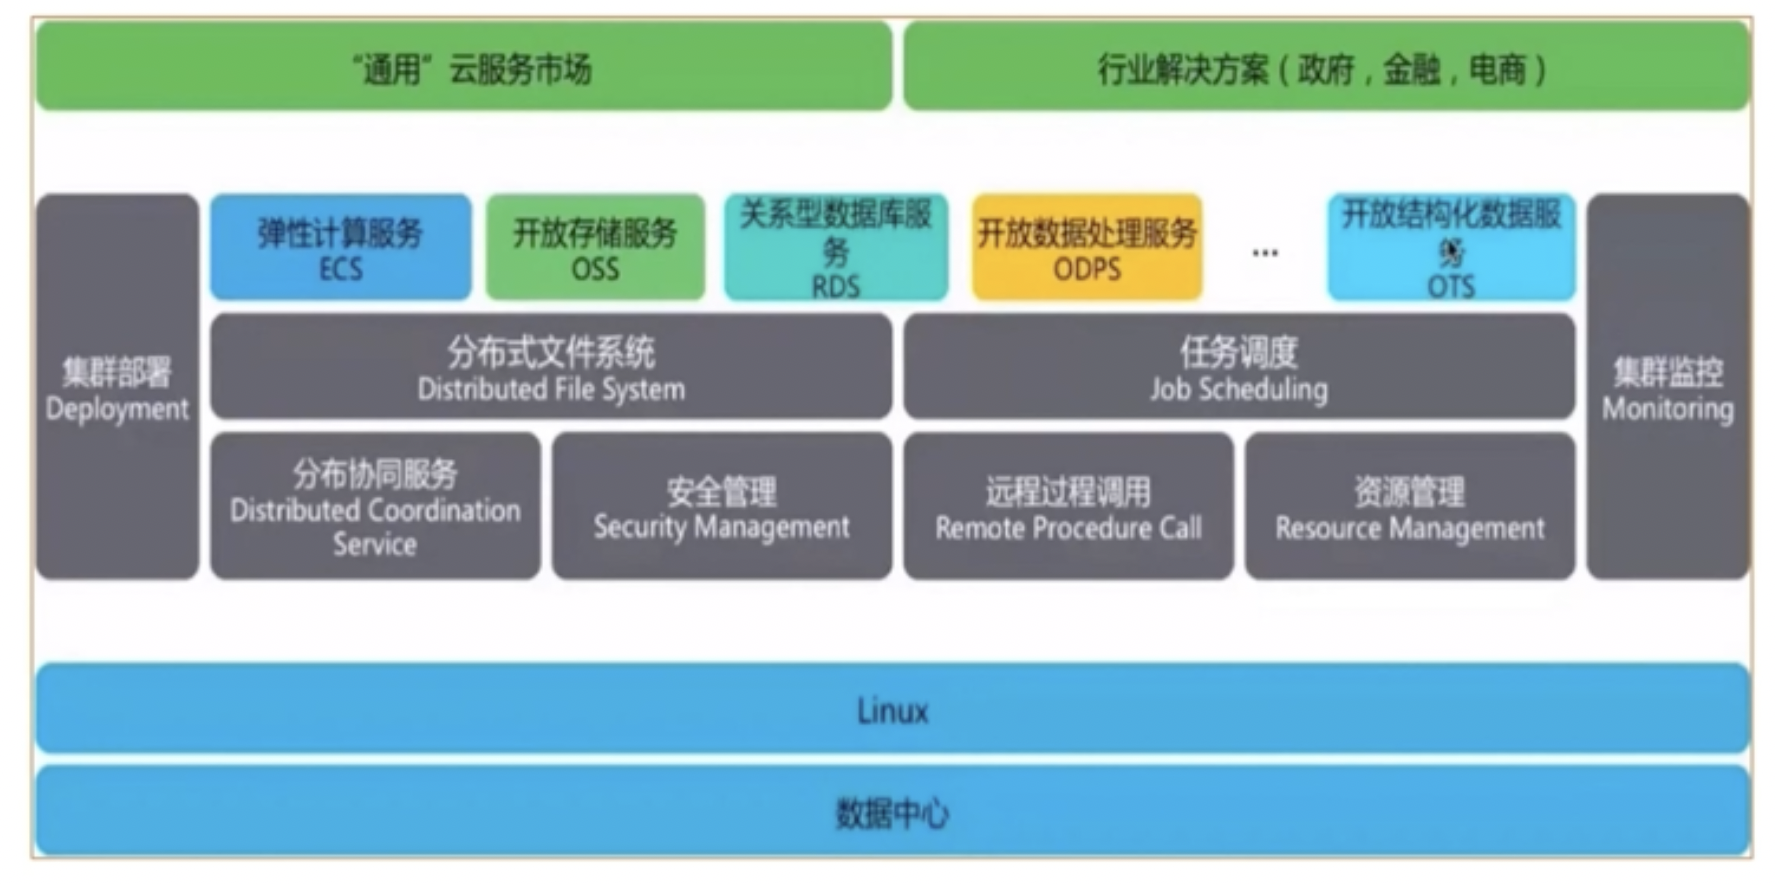 “通用”云服务市场
行业解决方案（政府，金融，电商）
集群部署
Deployment
弹性计算服务
ECS
开放存储服务
OSS
关系型数据库服
务
RDS
开放数据处理服务
ODPS
...
开放结构化数据服
务
OTS
集群监控
Monitoring
分布式文件系统
Distributed File System
任务调度
Job Scheduling
分布协同服务
Distributed Coordination
Service
安全管理
Security Management
远程过程调用
Remote Procedure Call
资源管理
Resource Management
Linux
数据中心